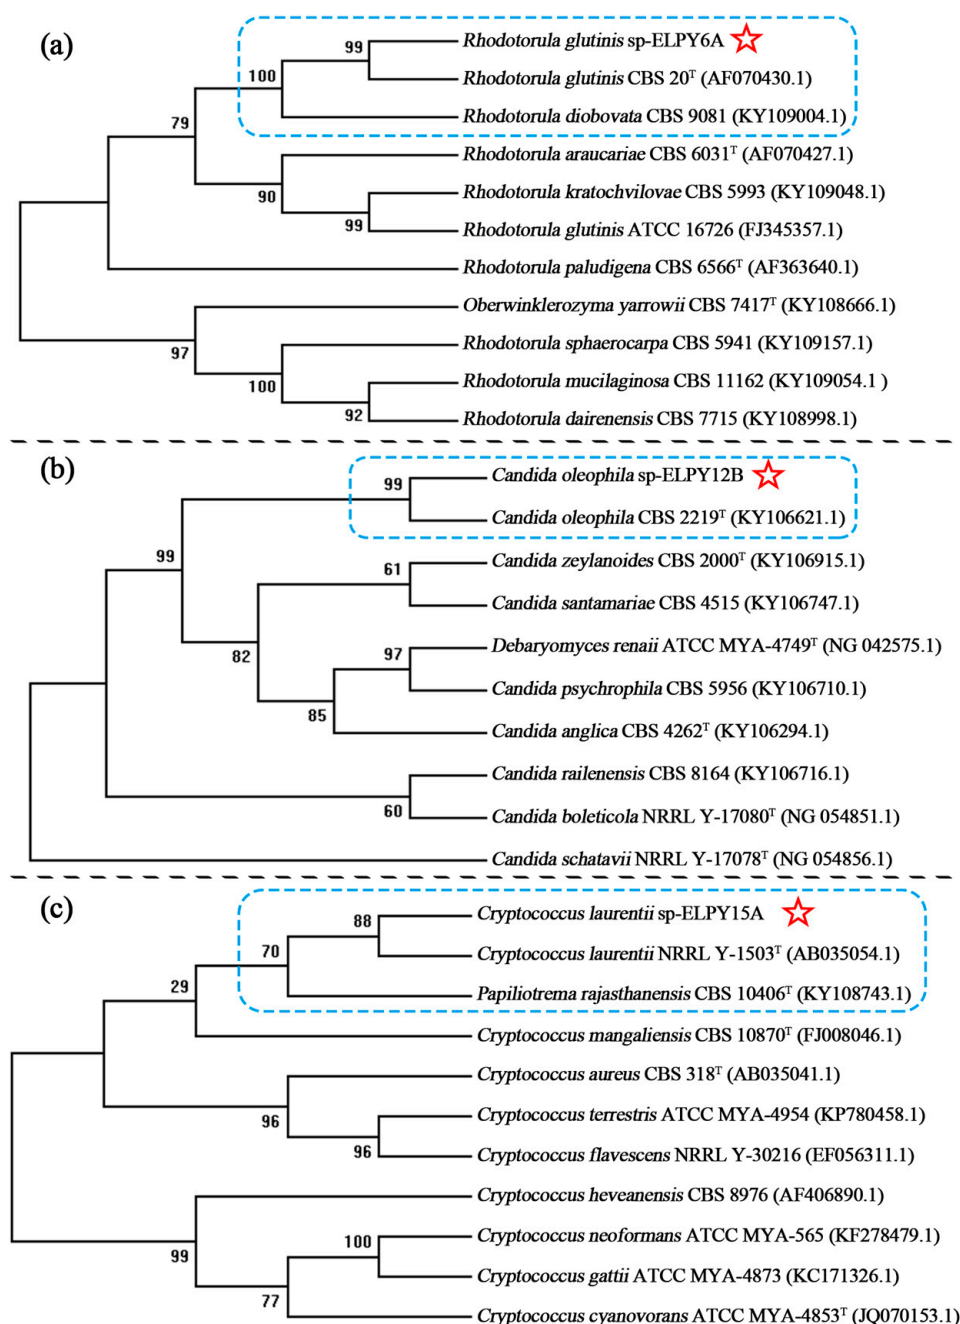 (a)
Rhodotorula glutinis sp-ELPY6A
99
Rhodotorula glutinis CBS 20ᵀ (AF070430.1)
100
Rhodotorula diobovata CBS 9081 (KY109004.1)
79
Rhodotorula araucariae CBS 6031ᵀ (AF070427.1)
90
Rhodotorula kratochvilovae CBS 5993 (KY109048.1)
99
Rhodotorula glutinis ATCC 16726 (FJ345357.1)
Rhodotorula paludigena CBS 6566ᵀ (AF363640.1)
Oberwinklerozyma yarrowii CBS 7417ᵀ (KY108666.1)
97
Rhodotorula sphaerocarpa CBS 5941 (KY109157.1)
100
Rhodotorula mucilaginosa CBS 11162 (KY109054.1 )
92
Rhodotorula dairenensis CBS 7715 (KY108998.1)
(b)
Candida oleophila sp-ELPY12B
99
Candida oleophila CBS 2219ᵀ (KY106621.1)
99
Candida zeylanoides CBS 2000ᵀ (KY106915.1)
61
Candida santamariae CBS 4515 (KY106747.1)
82
Debaryomyces renaii ATCC MYA-4749ᵀ (NG 042575.1)
97
Candida psychrophila CBS 5956 (KY106710.1)
85
Candida anglica CBS 4262ᵀ (KY106294.1)
Candida railenensis CBS 8164 (KY106716.1)
60
Candida boleticola NRRL Y-17080ᵀ (NG 054851.1)
Candida schatavii NRRL Y-17078ᵀ (NG 054856.1)
(c)
Cryptococcus laurentii sp-ELPY15A
88
Cryptococcus laurentii NRRL Y-1503ᵀ (AB035054.1)
70
Papiliotrema rajasthanensis CBS 10406ᵀ (KY108743.1)
29
Cryptococcus mangaliensis CBS 10870ᵀ (FJ008046.1)
Cryptococcus aureus CBS 318ᵀ (AB035041.1)
96
Cryptococcus terrestris ATCC MYA-4954 (KP780458.1)
96
Cryptococcus flavescens NRRL Y-30216 (EF056311.1)
Cryptococcus heveanensis CBS 8976 (AF406890.1)
99
Cryptococcus neoformans ATCC MYA-565 (KF278479.1)
100
Cryptococcus gattii ATCC MYA-4873 (KC171326.1)
77
Cryptococcus cyanovorans ATCC MYA-4853ᵀ (JQ070153.1)